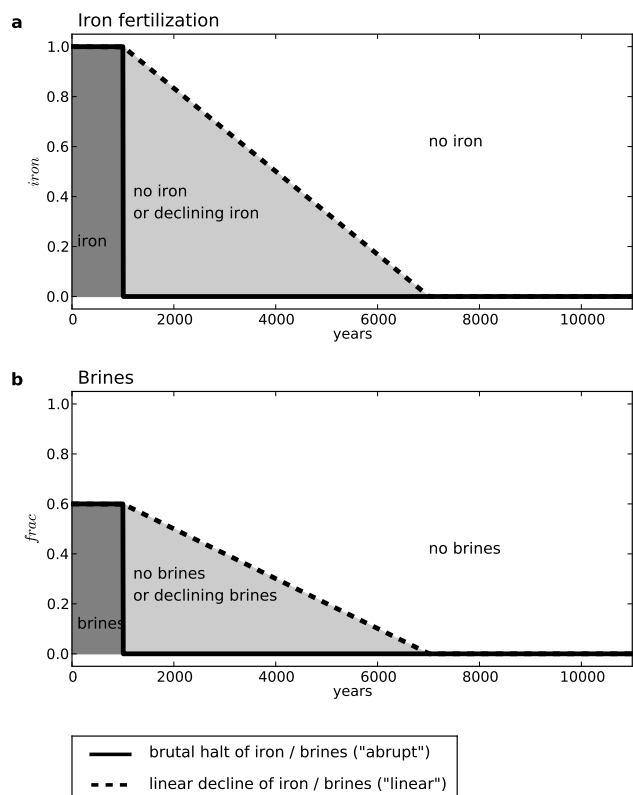 a
Iron fertilization
1.0
0.8
0.6
0.4
0.2
0.0
iron
no iron
no iron
or declining iron
iron
0
2000
4000
6000
8000
10000
years
b
Brines
1.0
0.8
0.6
0.4
0.2
0.0
frac
no brines
no brines
or declining brines
brines
0
2000
4000
6000
8000
10000
years
brutal halt of iron / brines ("abrupt")
linear decline of iron / brines ("linear")